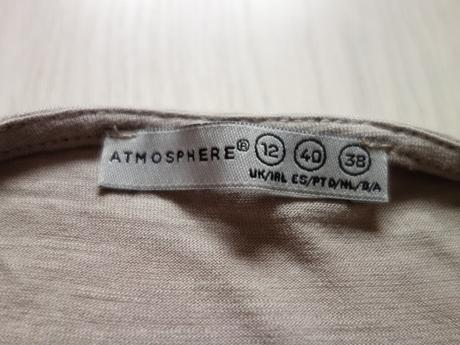 ATMOSPHERE® 12 40 38
UK/IRL ES/PT D/NL/B/A